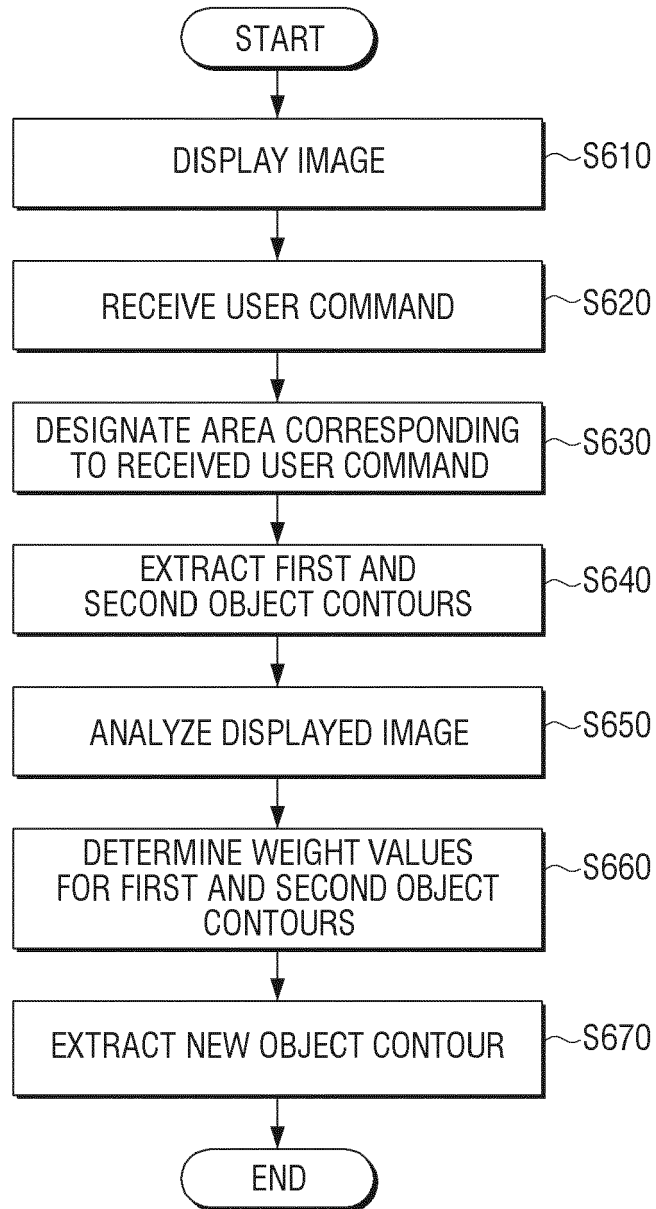 START
DISPLAY IMAGE
S610
RECEIVE USER COMMAND
S620
DESIGNATE AREA CORRESPONDING
TO RECEIVED USER COMMAND
S630
EXTRACT FIRST AND
SECOND OBJECT CONTOURS
S640
ANALYZE DISPLAYED IMAGE
S650
DETERMINE WEIGHT VALUES
FOR FIRST AND SECOND OBJECT
CONTOURS
S660
EXTRACT NEW OBJECT CONTOUR
S670
END